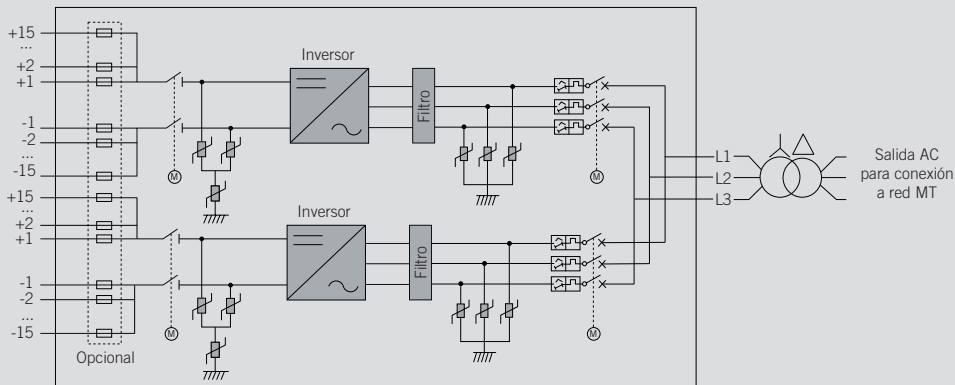 +15
...
+2
+1
-1
-2
...
-15
Inversor
Filtro
M
M
+15
...
+2
+1
-1
-2
...
-15
Inversor
Filtro
M
M
Opcional
L1
L2
L3
Salida AC
para conexión
a red MT